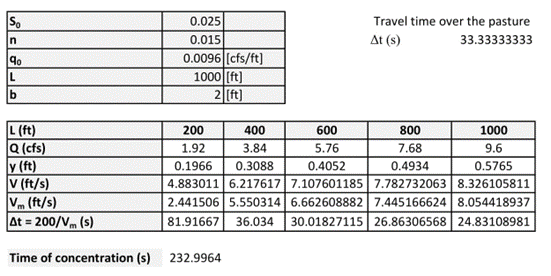 S₀ 0.025 Travel time over the pasture
n 0.015 Δt (s) 33.33333333
q₀ 0.0096 [cfs/ft]
L 1000 [ft]
b 2 [ft]
L (ft) 200 400 600 800 1000
Q (cfs) 1.92 3.84 5.76 7.68 9.6
y (ft) 0.1966 0.3088 0.4052 0.4934 0.5765
V (ft/s) 4.883011 6.217617 7.107601185 7.782732063 8.326105811
Vₘ (ft/s) 2.441506 5.550314 6.662608882 7.445166624 8.054418937
Δt = 200/Vₘ (s) 81.91667 36.034 30.01827115 26.86306568 24.83108981
Time of concentration (s) 232.9964